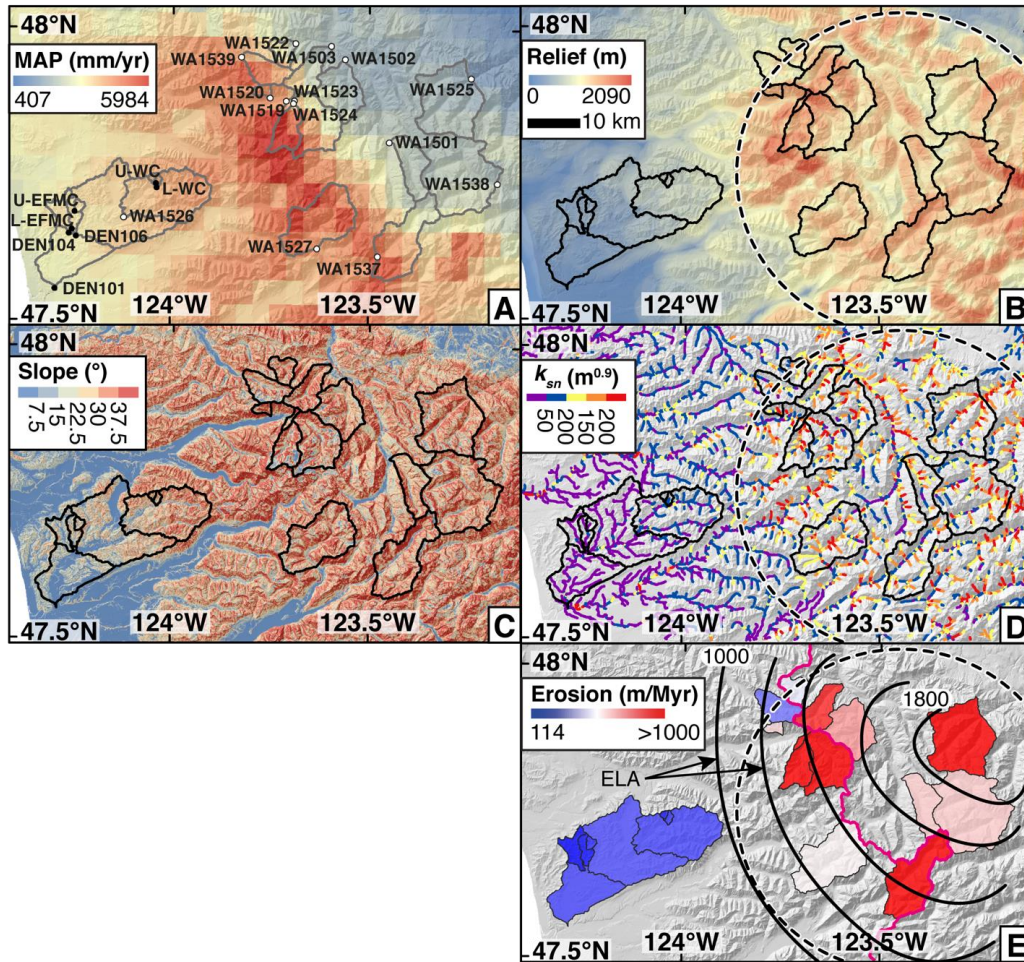 48°N
MAP (mm/yr)
407 5984
WA1522
WA1539
WA1503
WA1502
WA1520
WA1523
WA1519
WA1524
WA1525
WA1501
WA1538
U-WC
L-WC
U-EFMC
L-EFMC
WA1526
DEN104
DEN106
WA1527
WA1537
DEN101
124°W
123.5°W
47.5°N
A
48°N
Relief (m)
0 2090
10 km
124°W
123.5°W
47.5°N
B
48°N
Slope (°)
7.5
15
22.5
30
37.5
124°W
123.5°W
47.5°N
C
48°N
ksn (m0.9)
50
200
150
200
124°W
123.5°W
47.5°N
D
48°N
1000
Erosion (m/Myr)
114 >1000
1800
ELA
124°W
123.5°W
47.5°N
E